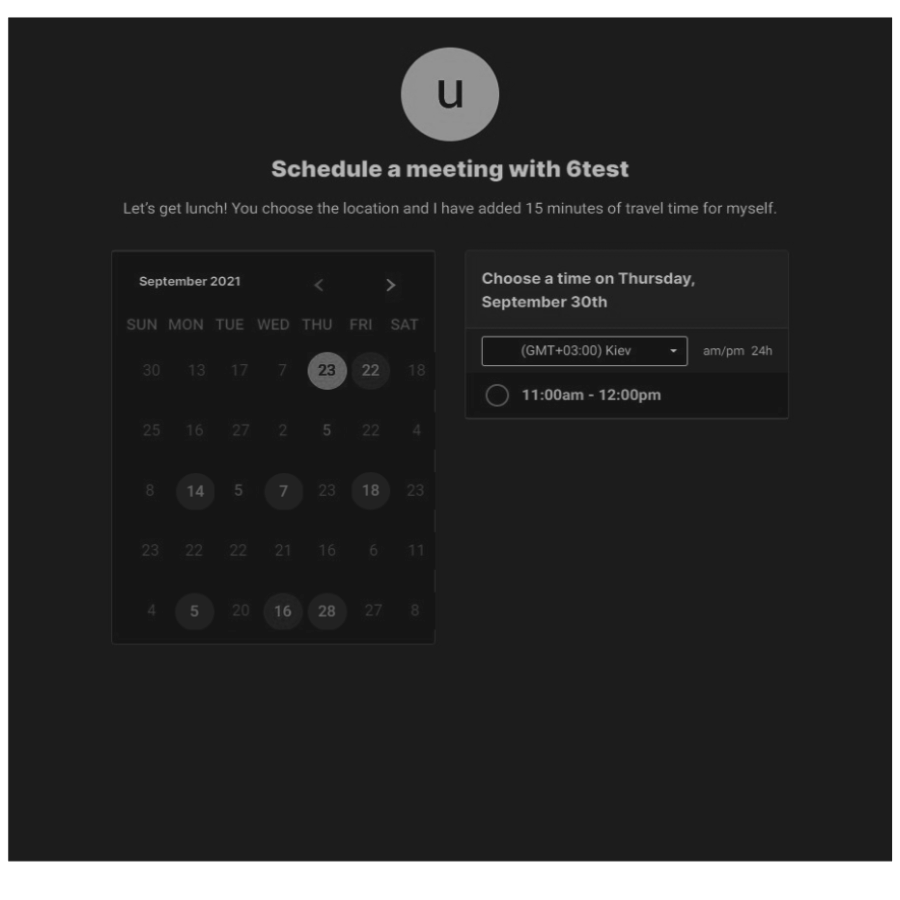 u
Schedule a meeting with 6test
Let's get lunch! You choose the location and I have added 15 minutes of travel time for myself.
September 2021 < >
SUN MON TUE WED THU FRI SAT
30 13 17 7 23 22 18
25 16 27 2 5 22 4
8 14 5 7 23 18 23
23 22 22 21 16 6 11
4 5 20 16 28 27 8
Choose a time on Thursday,
September 30th
(GMT+03:00) Kiev am/pm 24h
11:00am - 12:00pm